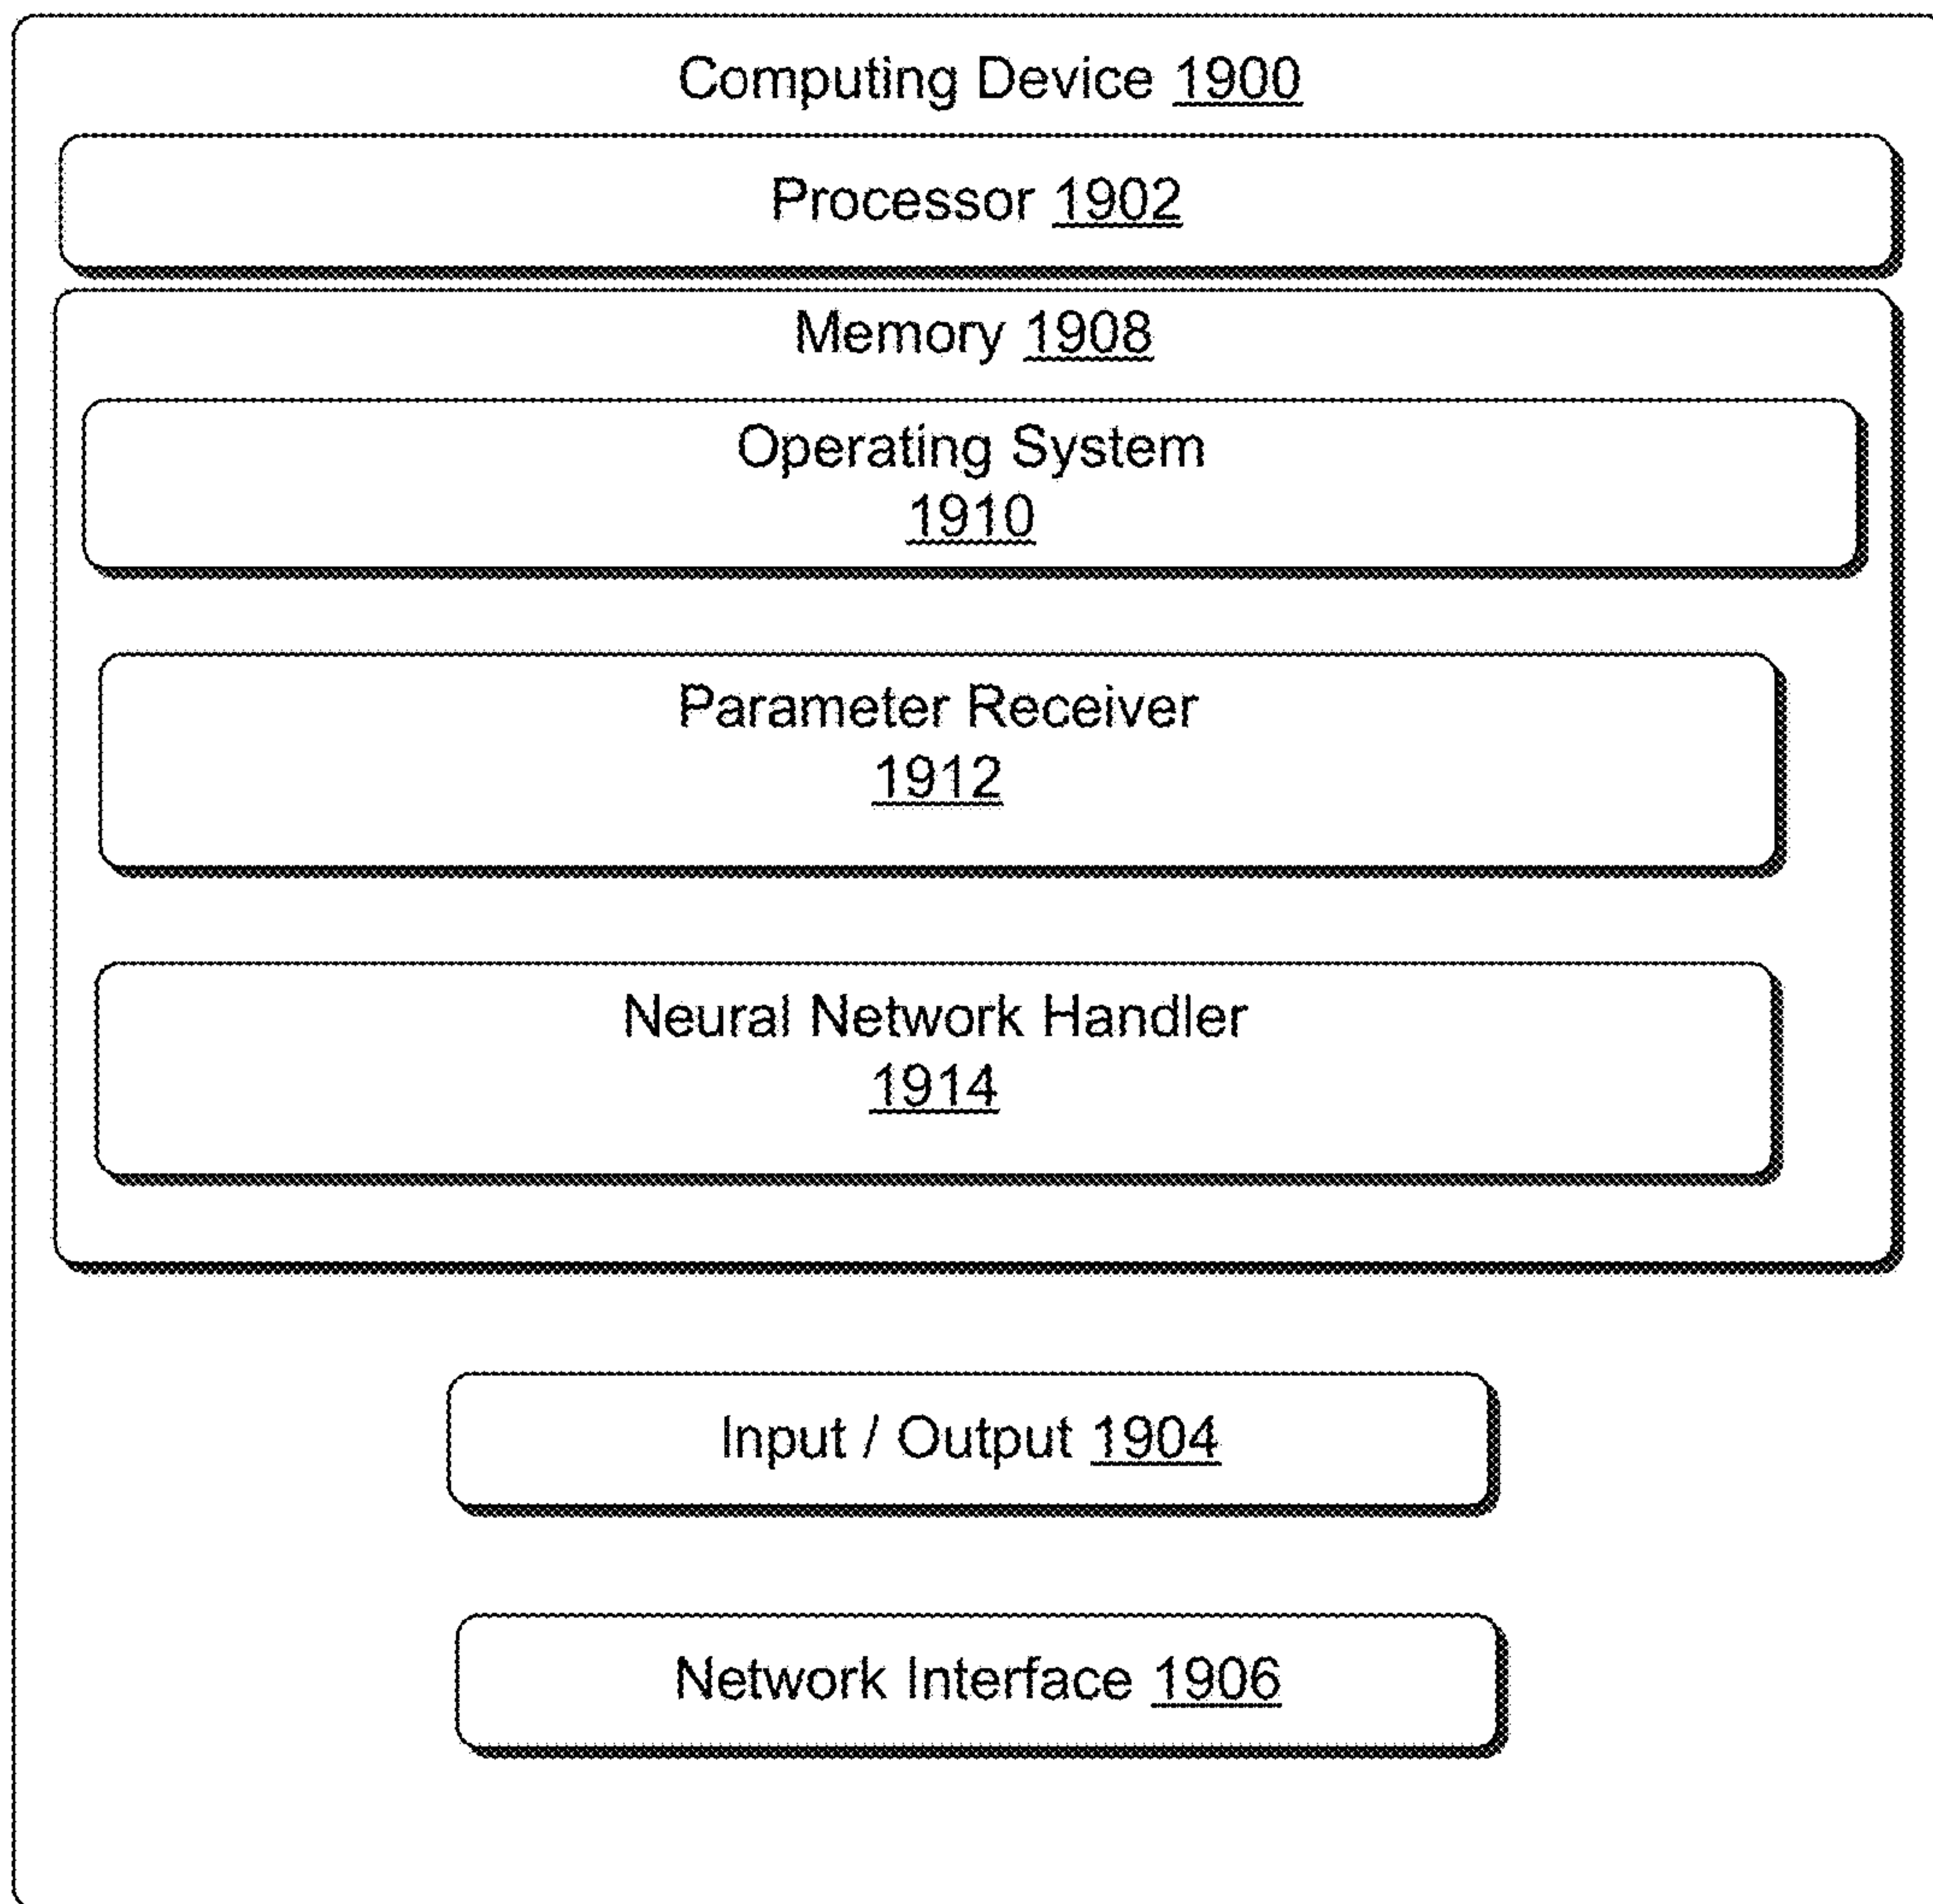 Computing Device 1900
Processor 1902
Memory 1908
Operating System
1910
Parameter Receiver
1912
Neural Network Handler
1914
Input / Output 1904
Network Interface 1906